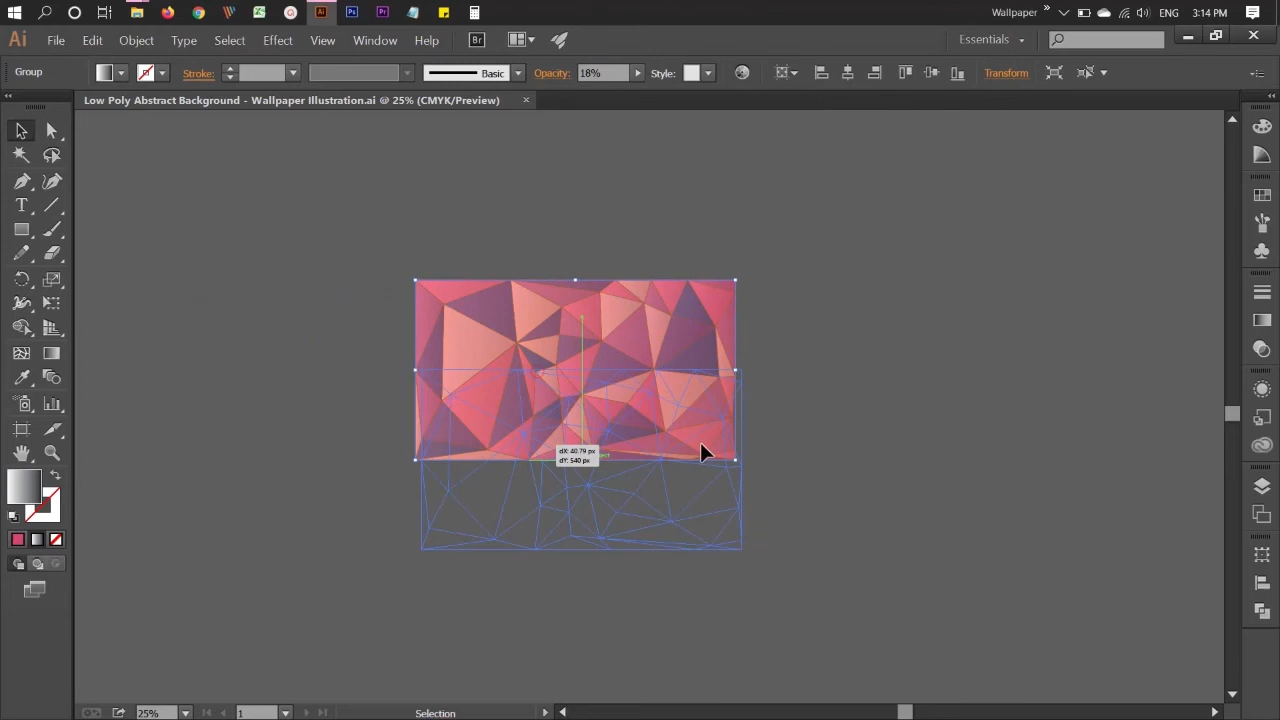 Wallpaper
ENG
3:14 PM
Ai
File
Edit
Object
Type
Select
Effect
View
Window
Help
Br
Essentials
Group
Stroke:
Basic
Opacity:
18%
Style:
Transform
Low Poly Abstract Background - Wallpaper Illustration.ai @ 25% (CMYK/Preview)
dX: 40.79 px
dY: 540 px
25%
1
Selection